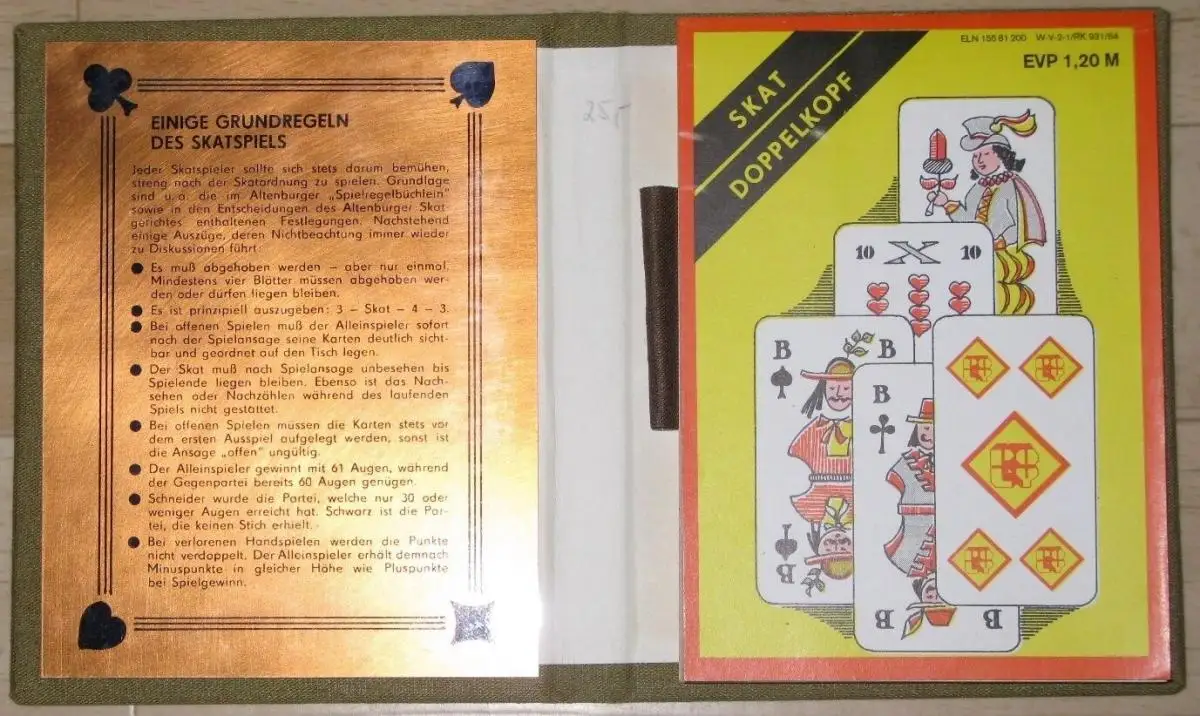 EINIGE GRUNDREGELN
DES SKATSPIELS
Jeder Skatspieler sollte sich stets darum bemühen,
streng nach der Skatordnung zu spielen. Grundlage
sind u. a. die im Altenburger „Spielregelbüchlein"
sowie in den Entscheidungen des Altenburger Skat
gerichtes enthaltenen Festlegungen. Nachstehend
einige Auszüge, deren Nichtbeachtung immer wieder
zu Diskussionen führt:
● Es muß abgehoben werden – aber nur einmal.
Mindestens vier Blätter müssen abgehoben wer-
den oder dürfen liegen bleiben.
● Es ist prinzipiell auszugeben: 3 – Skat – 4 – 3.
● Bei offenen Spielen muß der Alleinspieler sofort
nach der Spielansage seine Karten deutlich sicht-
bar und geordnet auf den Tisch legen.
● Der Skat muß nach Spielansage unbesehen bis
Spielende liegen bleiben. Ebenso ist das Nach-
sehen oder Nachzählen während des laufenden
Spiels nicht gestattet.
● Bei offenen Spielen müssen die Karten stets vor
dem ersten Ausspiel aufgelegt werden, sonst ist
die Ansage „offen" ungültig.
● Der Alleinspieler gewinnt mit 61 Augen, während
der Gegenpartei bereits 60 Augen genügen.
● Schneider wurde die Partei, welche nur 30 oder
weniger Augen erreicht hat. Schwarz ist die Par-
tei, die keinen Stich erhielt.
● Bei verlorenen Handspielen werden die Punkte
nicht verdoppelt. Der Alleinspieler erhält demnach
Minuspunkte in gleicher Höhe wie Pluspunkte
bei Spielgewinn.
25,-
ELN 155 81 200 W-V-2-1/RK 931/84
EVP 1,20 M
SKAT
DOPPELKOPF
10 X 10
B B
B
B
B B